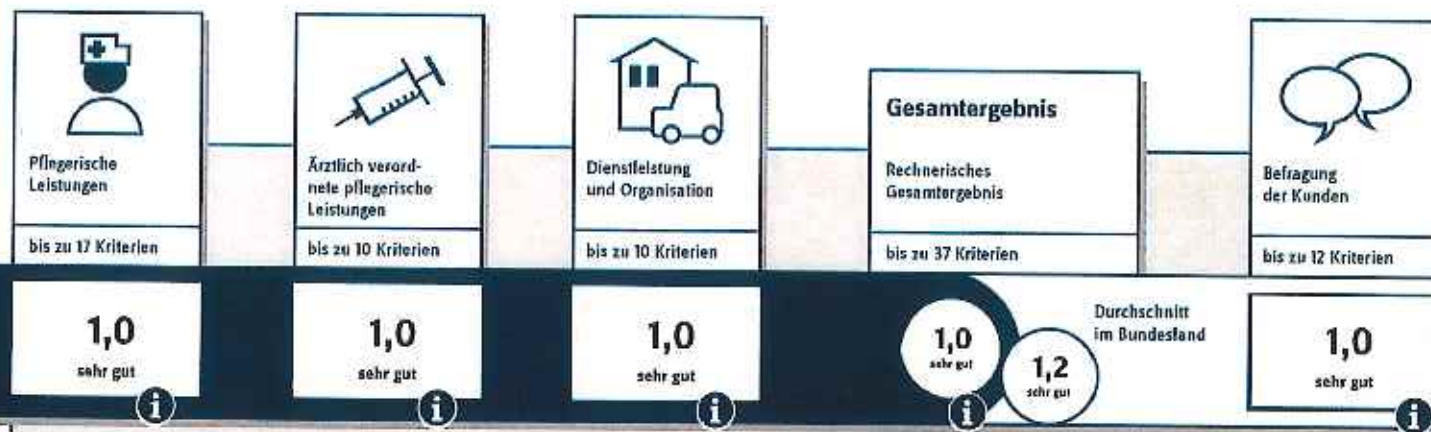 Pflegerische
Leistungen
bis zu 17 Kriterien
1,0
sehr gut
i
Ärztlich verord-
nete pflegerische
Leistungen
bis zu 10 Kriterien
1,0
sehr gut
i
Dienstleistung
und Organisation
bis zu 10 Kriterien
1,0
sehr gut
i
Gesamtergebnis
Rechnerisches
Gesamtergebnis
bis zu 37 Kriterien
1,0
sehr gut
i
1,2
sehr gut
Durchschnitt
im Bundesland
Befragung
der Kunden
bis zu 12 Kriterien
1,0
sehr gut
i